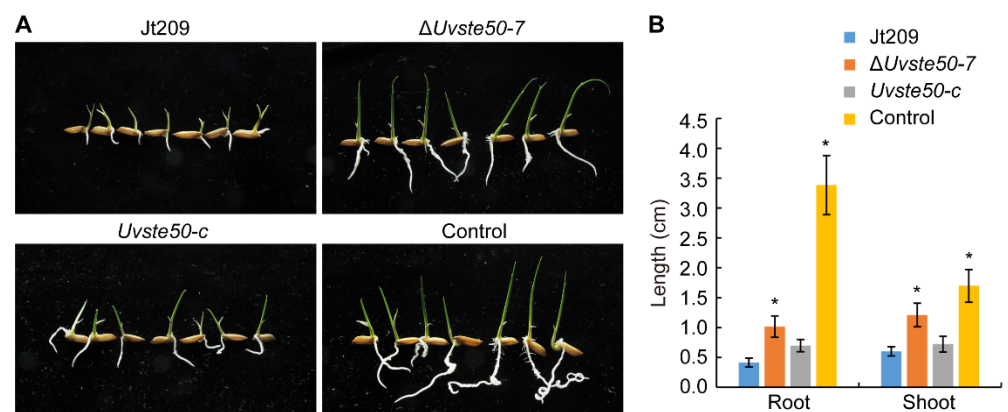 A
Jt209
ΔUvste50-7
Uvste50-c
Control
B
Jt209
ΔUvste50-7
Uvste50-c
Control
Length (cm)
4.5
4.0
3.5
3.0
2.5
2.0
1.5
1.0
0.5
0.0
*
*
*
*
Root
Shoot